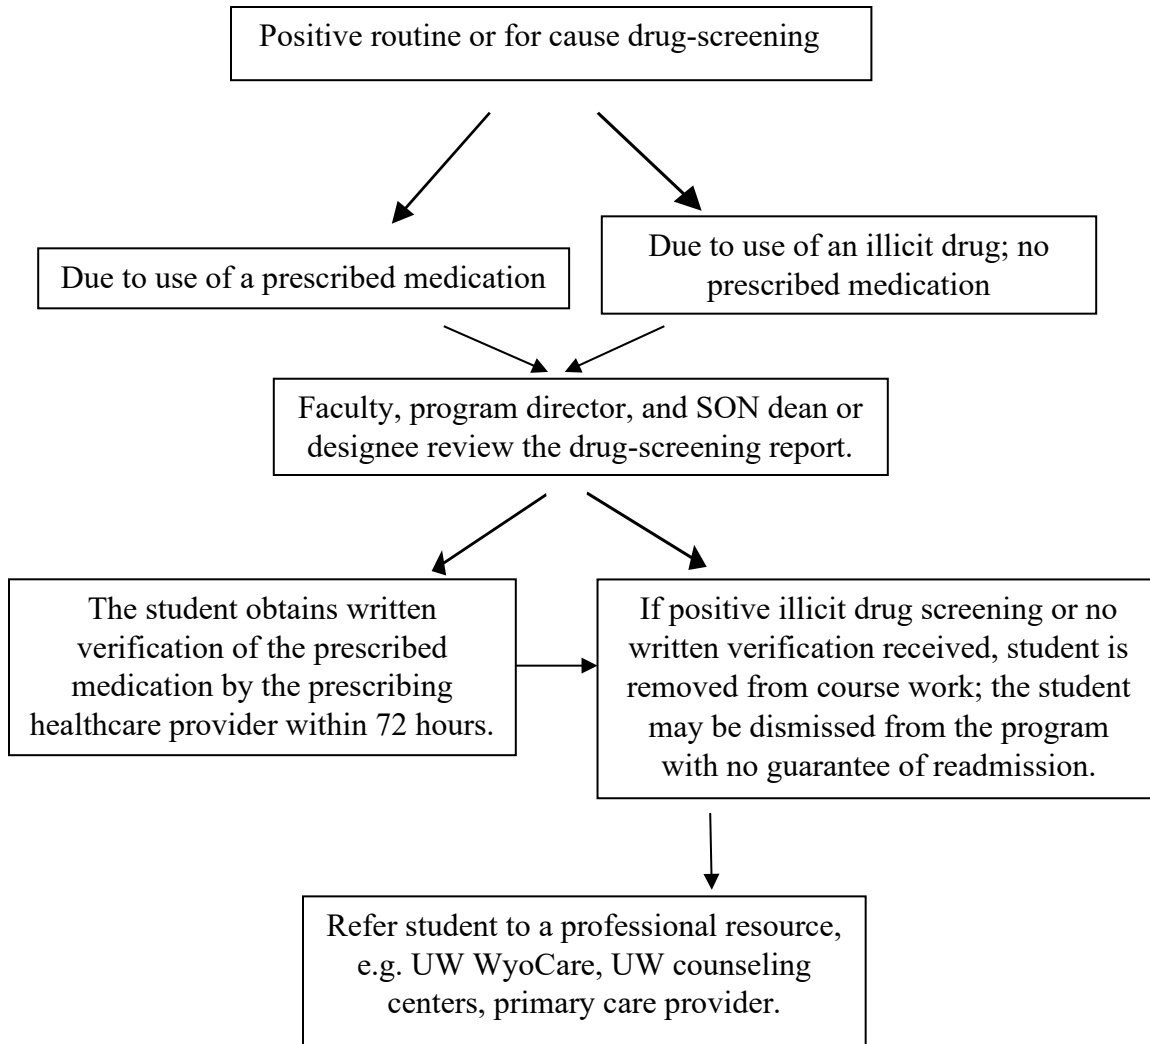 Positive routine or for cause drug-screening
Due to use of a prescribed medication
Due to use of an illicit drug; no
prescribed medication
Faculty, program director, and SON dean or
designee review the drug-screening report.
The student obtains written
verification of the prescribed
medication by the prescribing
healthcare provider within 72 hours.
If positive illicit drug screening or no
written verification received, student is
removed from course work; the student
may be dismissed from the program
with no guarantee of readmission.
Refer student to a professional resource,
e.g. UW WyoCare, UW counseling
centers, primary care provider.